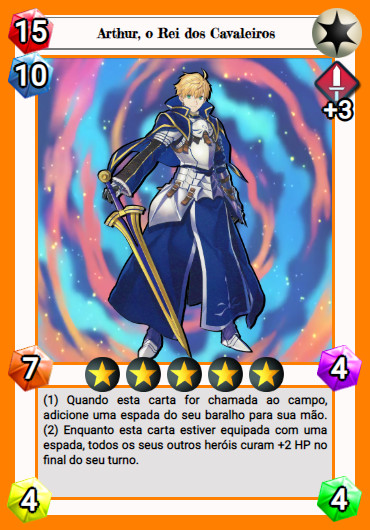 15
Arthur, o Rei dos Cavaleiros
10
+3
7
4
(1) Quando esta carta for chamada ao campo,
adicione uma espada do seu baralho para sua mão.
(2) Enquanto esta carta estiver equipada com uma
espada, todos os seus outros heróis curam +2 HP no
final do seu turno.
4
4